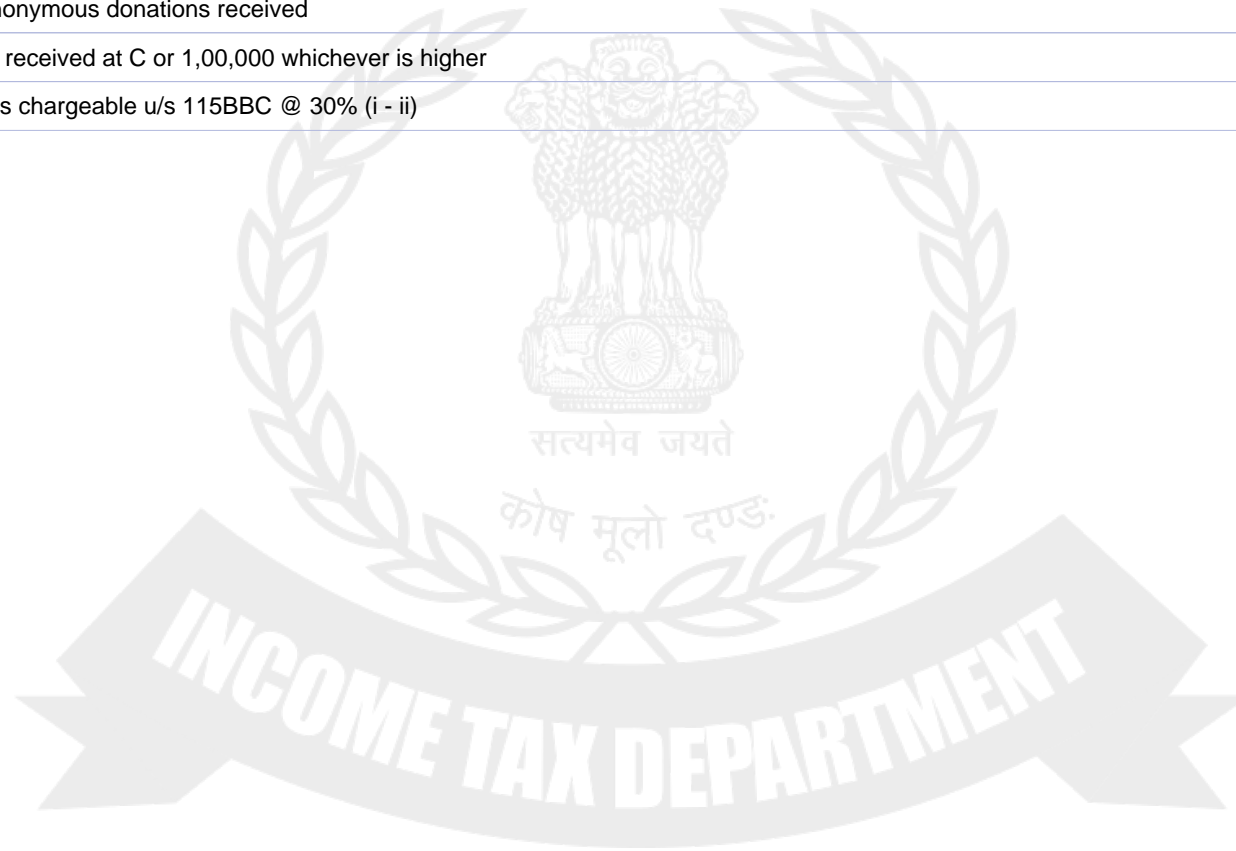 onymous donations received
received at C or 1,00,000 whichever is higher
s chargeable u/s 115BBC @ 30% (i - ii)
सत्यमेव जयते
कोष मूलो दण्डः
INCOME TAX DEPARTMENT